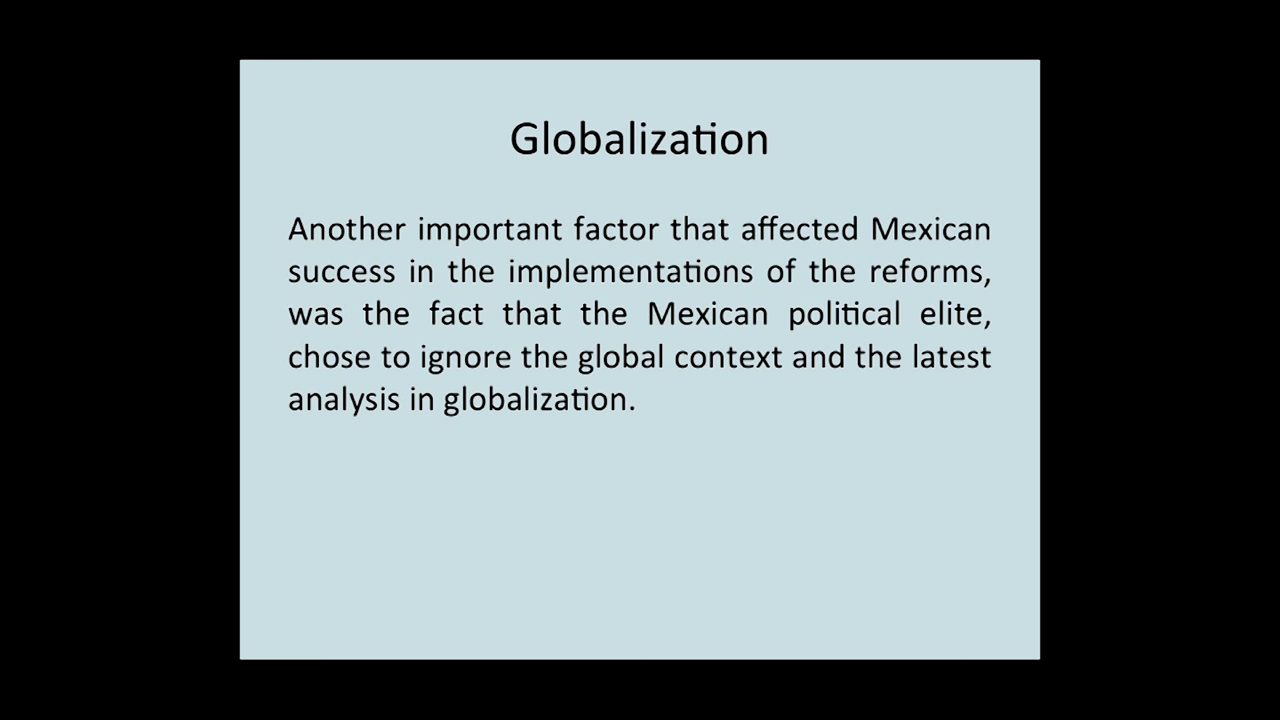 Globalization
Another important factor that affected Mexican
success in the implementations of the reforms,
was the fact that the Mexican political elite,
chose to ignore the global context and the latest
analysis in globalization.